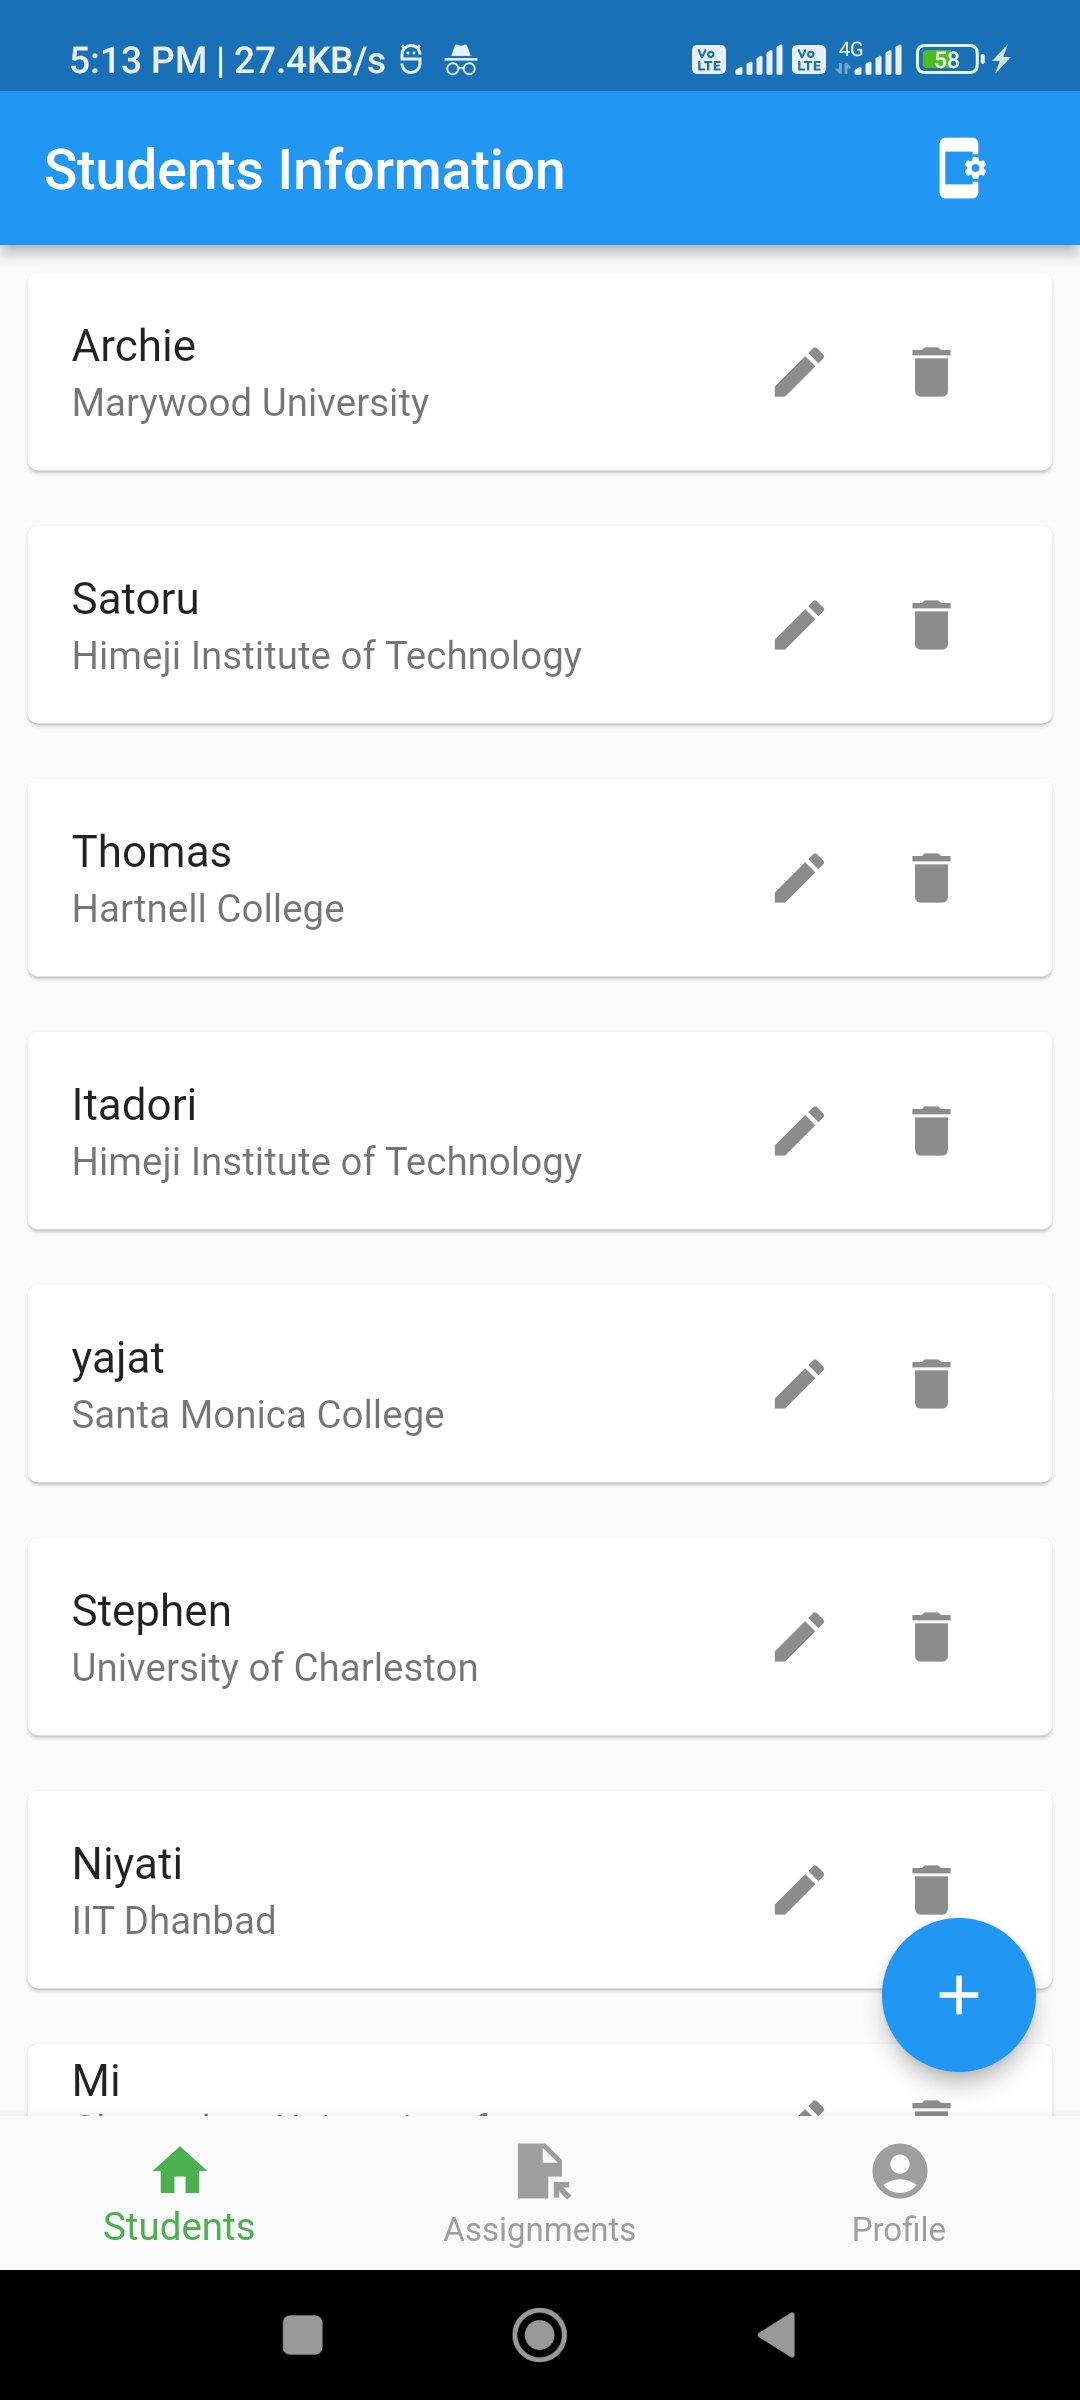 5:13 PM | 27.4KB/s
Vo LTE Vo LTE 4G 58
Students Information
Archie
Marywood University
Satoru
Himeji Institute of Technology
Thomas
Hartnell College
Itadori
Himeji Institute of Technology
yajat
Santa Monica College
Stephen
University of Charleston
Niyati
IIT Dhanbad
Mi
Students
Assignments
Profile